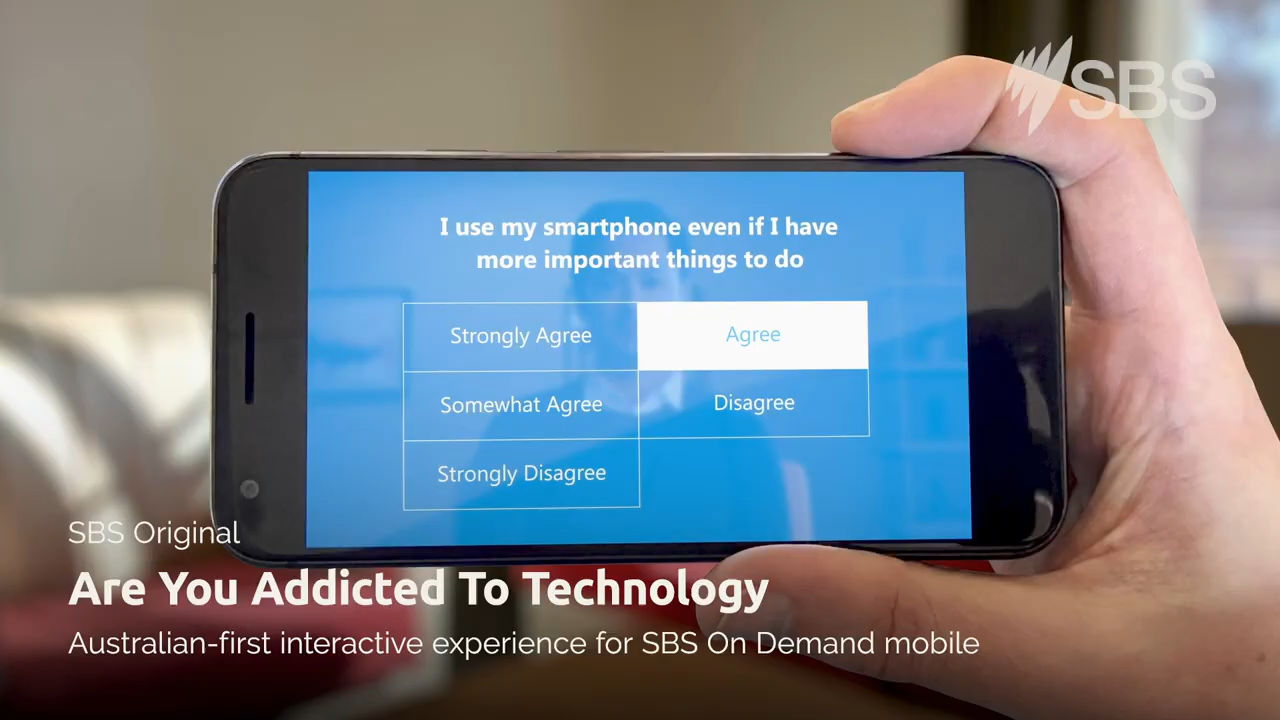 SBS
I use my smartphone even if I have
more important things to do
Strongly Agree
Agree
Somewhat Agree
Disagree
Strongly Disagree
SBS Original
Are You Addicted To Technology
Australian-first interactive experience for SBS On Demand mobile